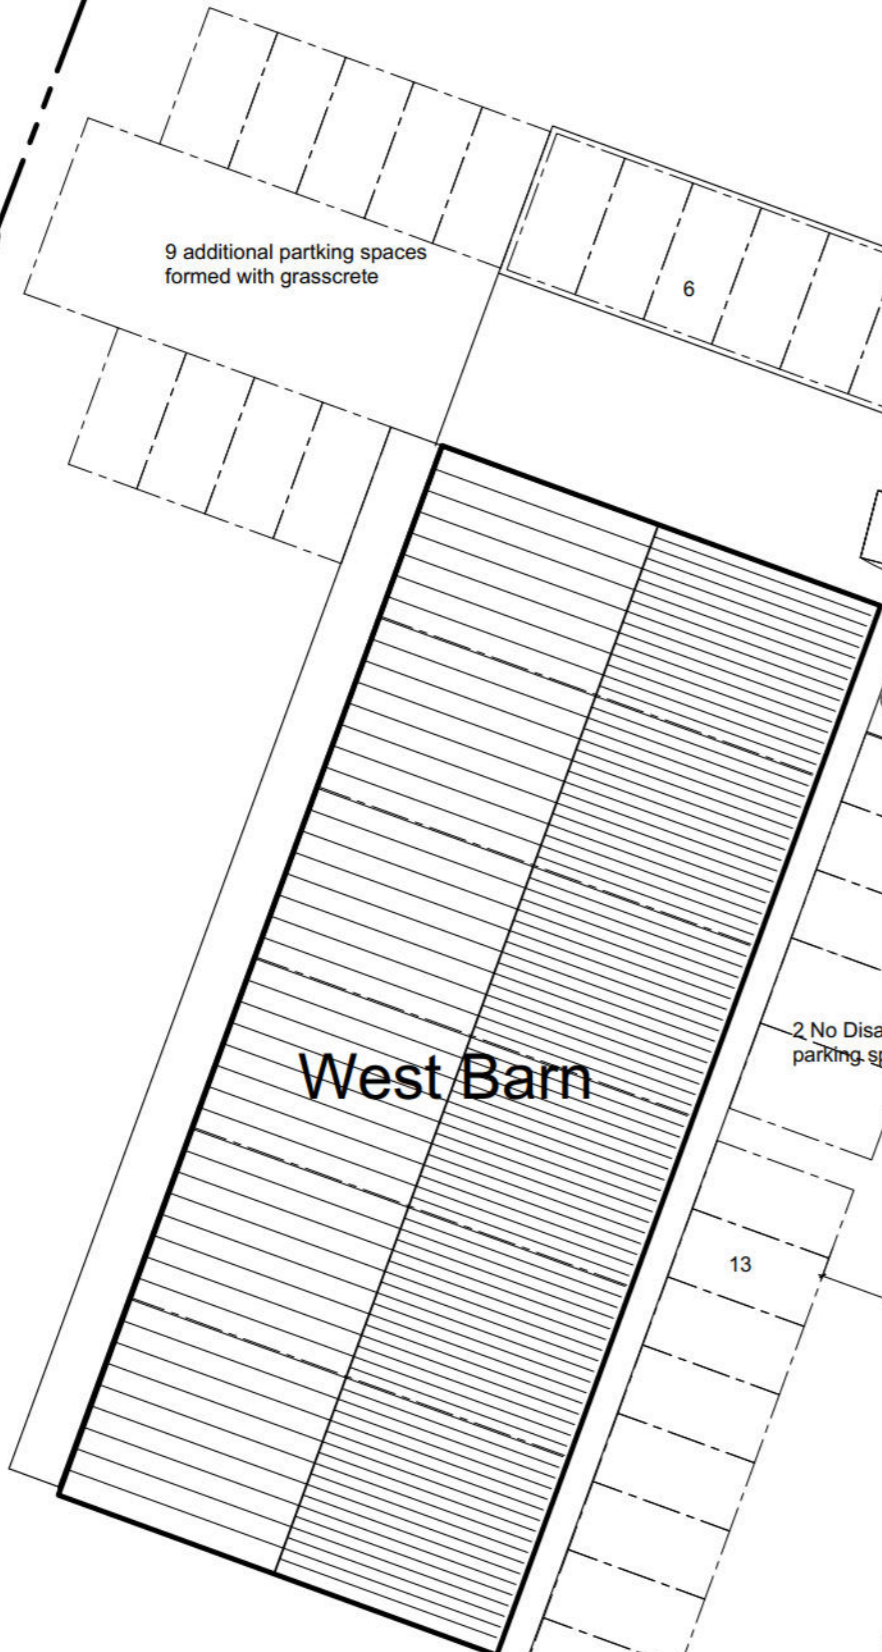 9 additional partking spaces
formed with grasscrete
6
2 No Disa
parking sp
West Barn
13